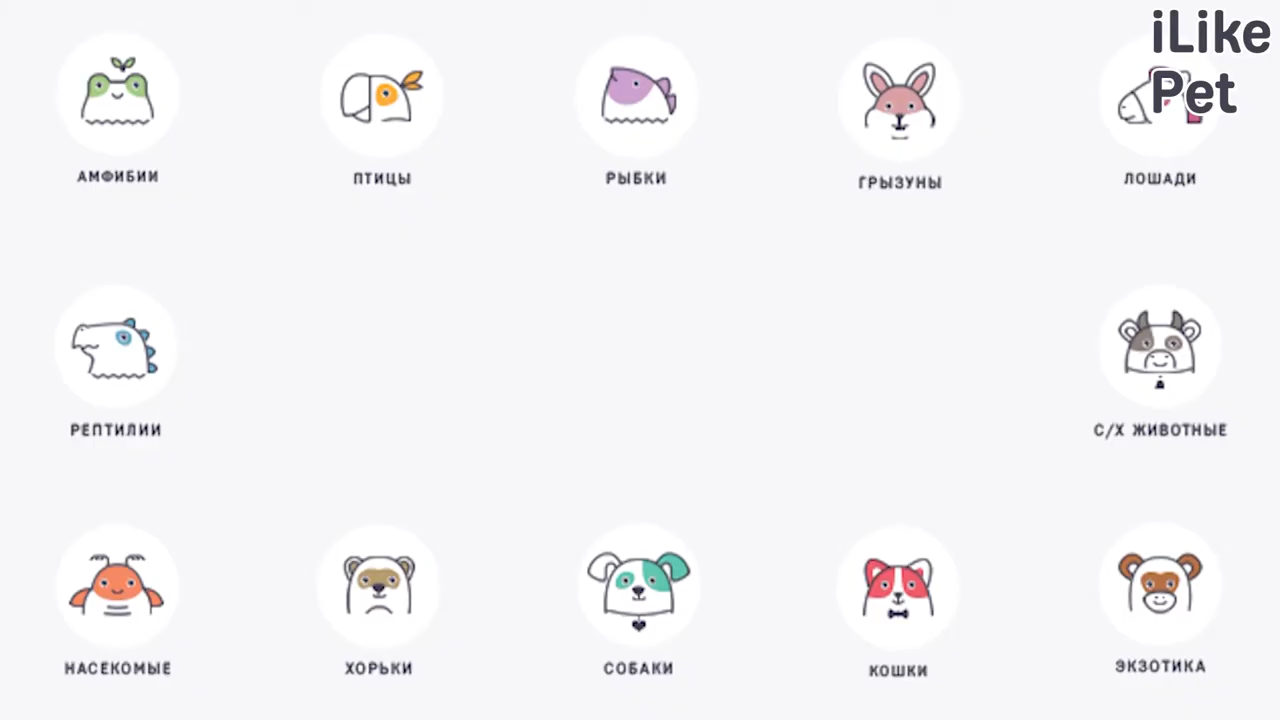 iLike
Pet
АМФИБИИ
ПТИЦЫ
РЫБКИ
ГРЫЗУНЫ
ЛОШАДИ
РЕПТИЛИИ
С/Х ЖИВОТНЫЕ
НАСЕКОМЫЕ
ХОРЬКИ
СОБАКИ
КОШКИ
ЭКЗОТИКА